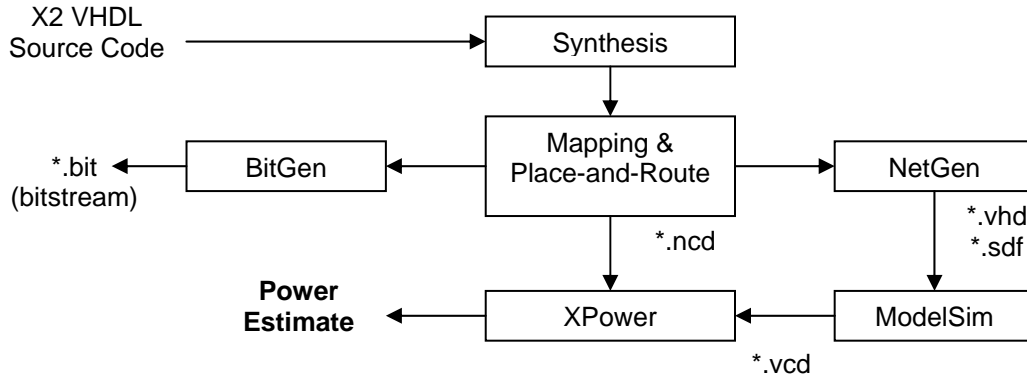 X2 VHDL
Source Code
Synthesis
Mapping &
Place-and-Route
*.bit
(bitstream)
BitGen
NetGen
*.vhd
*.sdf
*.ncd
Power
Estimate
XPower
ModelSim
*.vcd